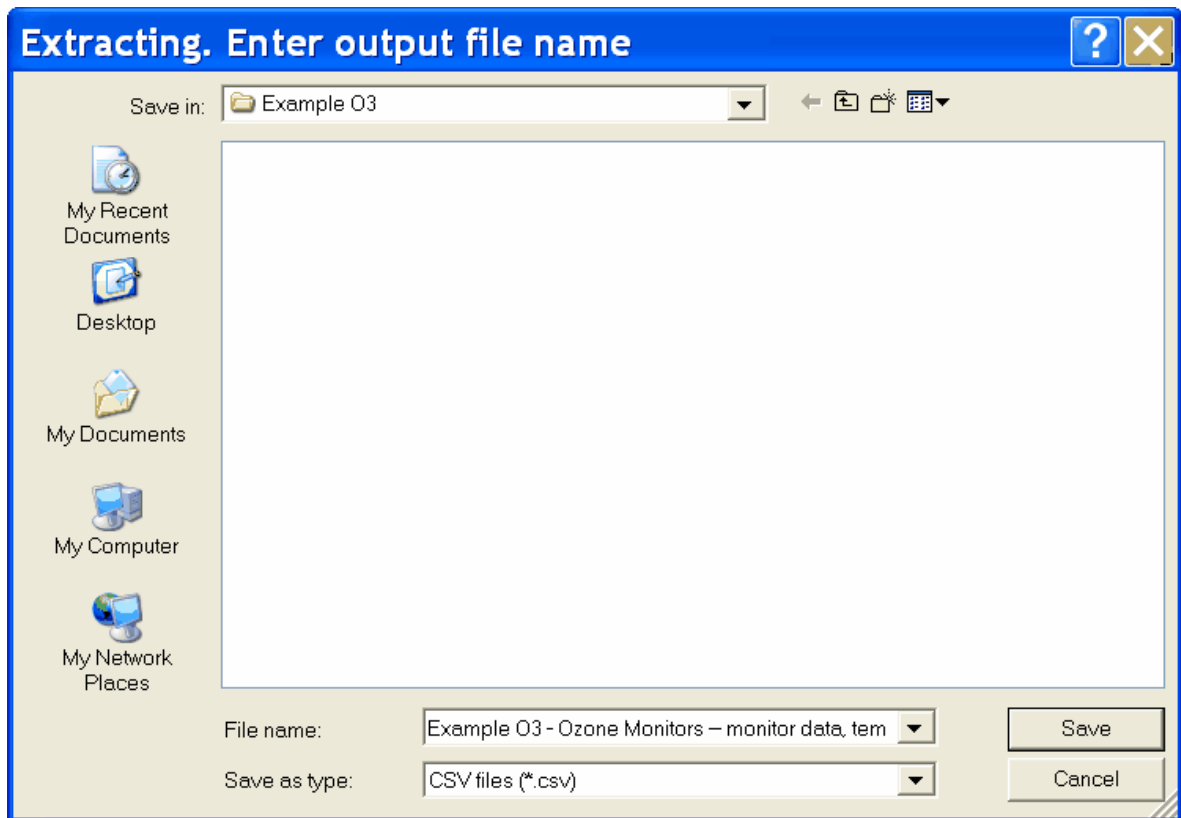 Extracting. Enter output file name
Save in: Example O3
My Recent
Documents
Desktop
My Documents
My Computer
My Network
Places
File name: Example O3 - Ozone Monitors – monitor data, tem
Save
Save as type: CSV files (*.csv)
Cancel